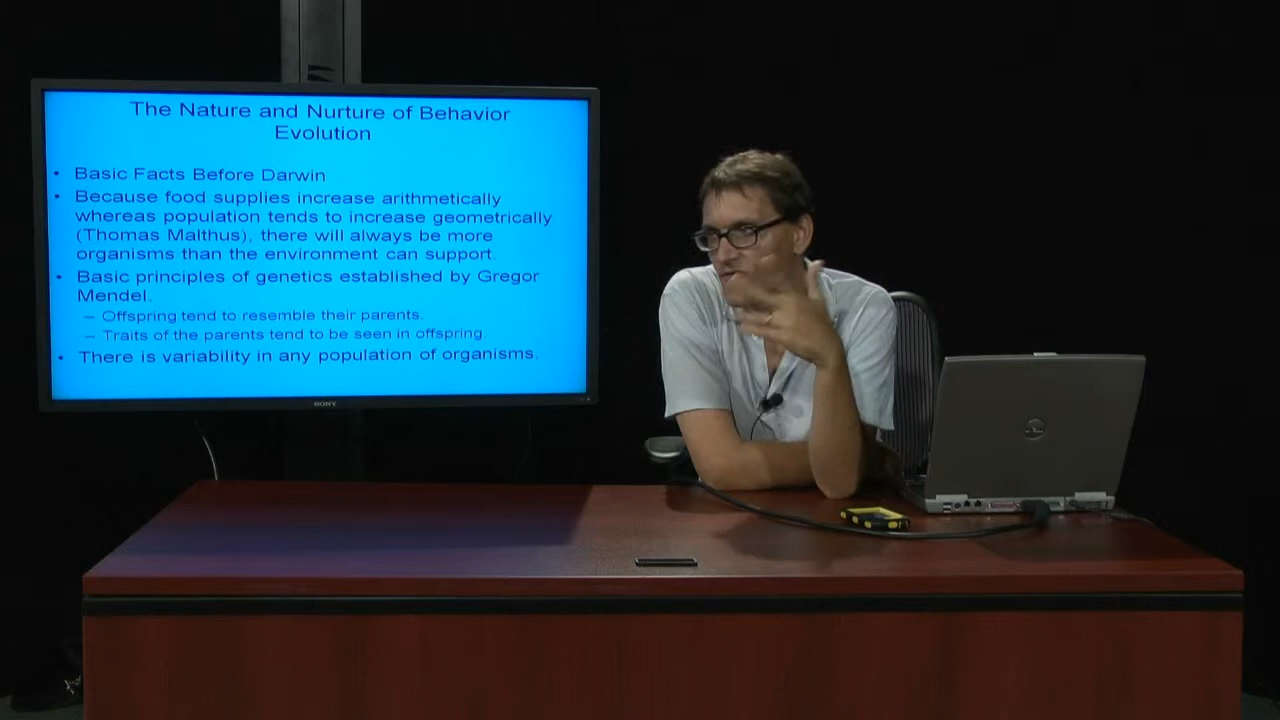 The Nature and Nurture of Behavior
Evolution
• Basic Facts Before Darwin
• Because food supplies increase arithmetically
whereas population tends to increase geometrically
(Thomas Malthus), there will always be more
organisms than the environment can support.
• Basic principles of genetics established by Gregor
Mendel.
– Offspring tend to resemble their parents.
– Traits of the parents tend to be seen in offspring.
• There is variability in any population of organisms.
SONY